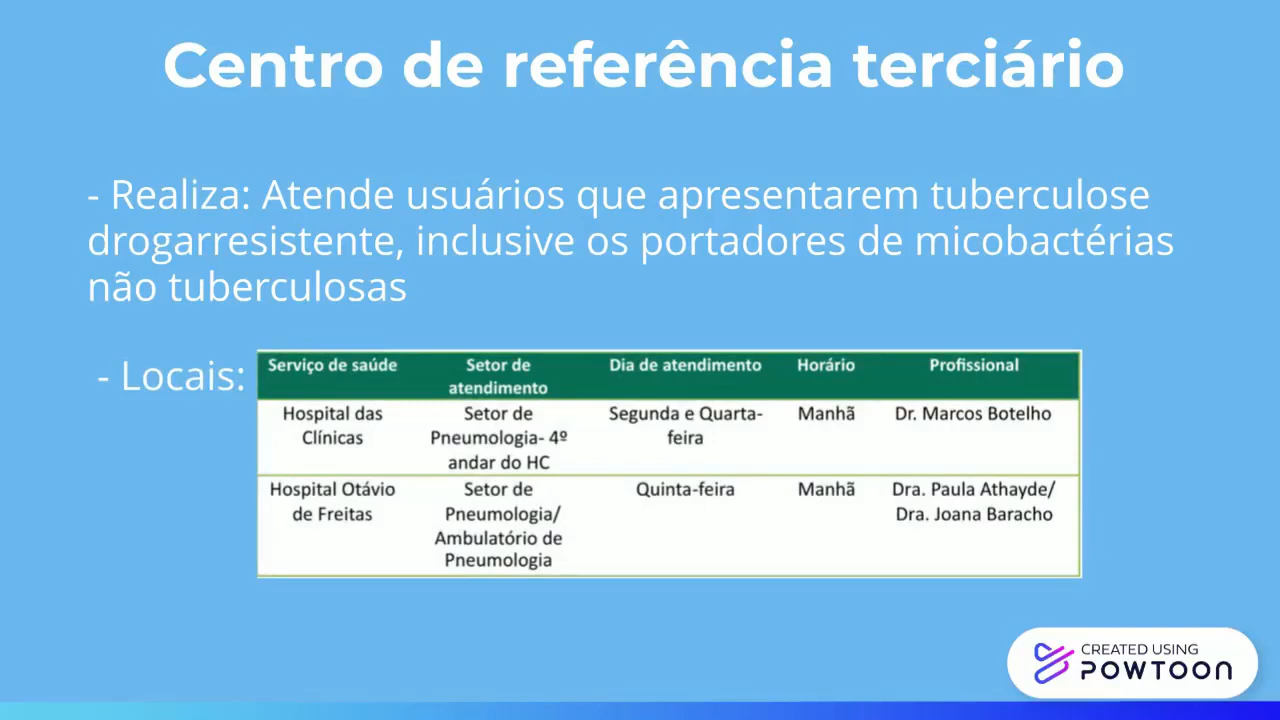 Centro de referência terciário
- Realiza: Atende usuários que apresentarem tuberculose
drogarresistente, inclusive os portadores de micobactérias
não tuberculosas
- Locais:
Serviço de saúde Setor de atendimento Dia de atendimento Horário Profissional
Hospital das Clínicas Setor de Pneumologia- 4º andar do HC Segunda e Quarta-feira Manhã Dr. Marcos Botelho
Hospital Otávio de Freitas Setor de Pneumologia/ Ambulatório de Pneumologia Quinta-feira Manhã Dra. Paula Athayde/ Dra. Joana Baracho
CREATED USING
POWTOON